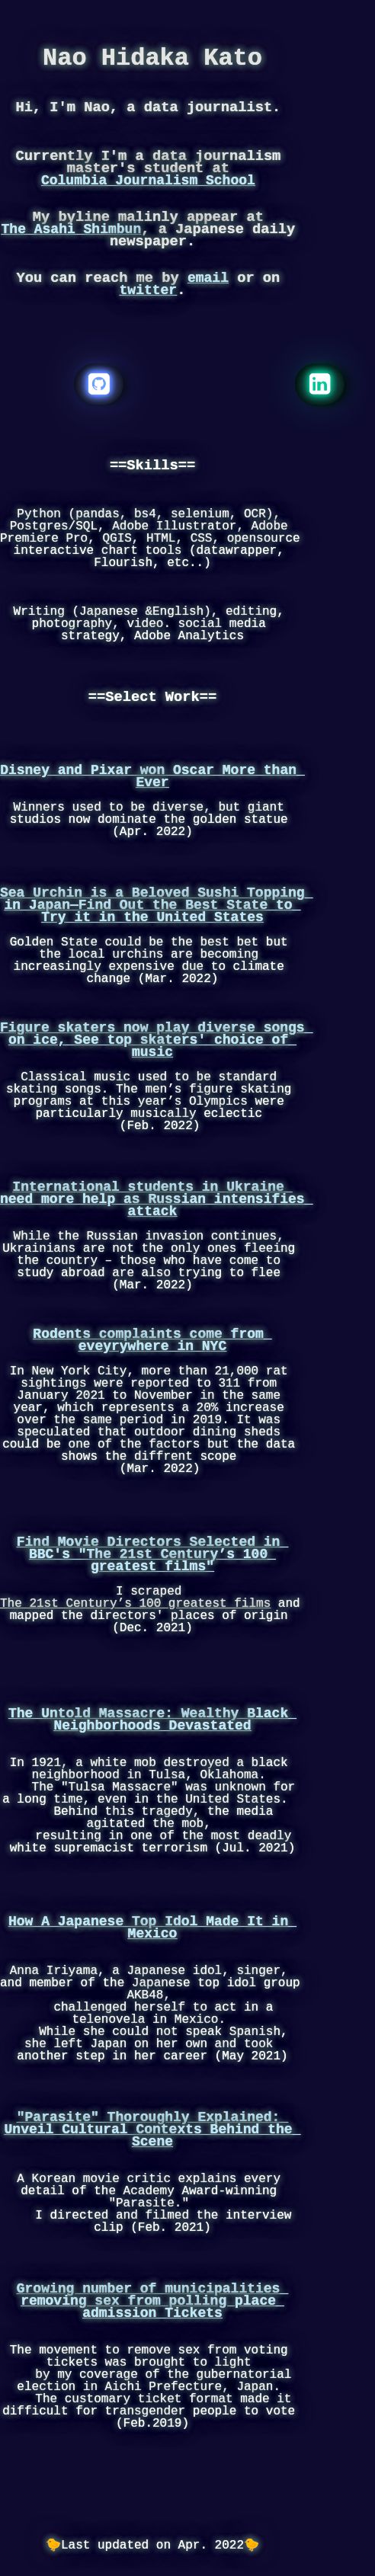 Nao Hidaka Kato
Hi, I'm Nao, a data journalist.
Currently I'm a data journalism
master's student at
Columbia Journalism School
My byline malinly appear at
The Asahi Shimbun, a Japanese daily
newspaper.
You can reach me by email or on
twitter.
in
==Skills==
Python (pandas, bs4, selenium, OCR),
Postgres/SQL, Adobe Illustrator, Adobe
Premiere Pro, QGIS, HTML, CSS, opensource
interactive chart tools (datawrapper,
Flourish, etc..)
Writing (Japanese &English), editing,
photography, video. social media
strategy, Adobe Analytics
==Select Work==
Disney and Pixar won Oscar More than
Ever
Winners used to be diverse, but giant
studios now dominate the golden statue
(Apr. 2022)
Sea Urchin is a Beloved Sushi Topping
in Japan—Find Out the Best State to
Try it in the United States
Golden State could be the best bet but
the local urchins are becoming
increasingly expensive due to climate
change (Mar. 2022)
Figure skaters now play diverse songs
on ice, See top skaters' choice of
music
Classical music used to be standard
skating songs. The men’s figure skating
programs at this year’s Olympics were
particularly musically eclectic
(Feb. 2022)
International students in Ukraine
need more help as Russian intensifies
attack
While the Russian invasion continues,
Ukrainians are not the only ones fleeing
the country – those who have come to
study abroad are also trying to flee
(Mar. 2022)
Rodents complaints come from
eveyrywhere in NYC
In New York City, more than 21,000 rat
sightings were reported to 311 from
January 2021 to November in the same
year, which represents a 20% increase
over the same period in 2019. It was
speculated that outdoor dining sheds
could be one of the factors but the data
shows the diffrent scope
(Mar. 2022)
Find Movie Directors Selected in
BBC's "The 21st Century’s 100
greatest films"
I scraped
The 21st Century’s 100 greatest films and
mapped the directors' places of origin
(Dec. 2021)
The Untold Massacre: Wealthy Black
Neighborhoods Devastated
In 1921, a white mob destroyed a black
neighborhood in Tulsa, Oklahoma.
The "Tulsa Massacre" was unknown for
a long time, even in the United States.
Behind this tragedy, the media
agitated the mob,
resulting in one of the most deadly
white supremacist terrorism (Jul. 2021)
How A Japanese Top Idol Made It in
Mexico
Anna Iriyama, a Japanese idol, singer,
and member of the Japanese top idol group
AKB48,
challenged herself to act in a
telenovela in Mexico.
While she could not speak Spanish,
she left Japan on her own and took
another step in her career (May 2021)
"Parasite" Thoroughly Explained:
Unveil Cultural Contexts Behind the
Scene
A Korean movie critic explains every
detail of the Academy Award-winning
"Parasite."
I directed and filmed the interview
clip (Feb. 2021)
Growing number of municipalities
removing sex from polling place
admission Tickets
The movement to remove sex from voting
tickets was brought to light
by my coverage of the gubernatorial
election in Aichi Prefecture, Japan.
The customary ticket format made it
difficult for transgender people to vote
(Feb.2019)
🐤Last updated on Apr. 2022🐤